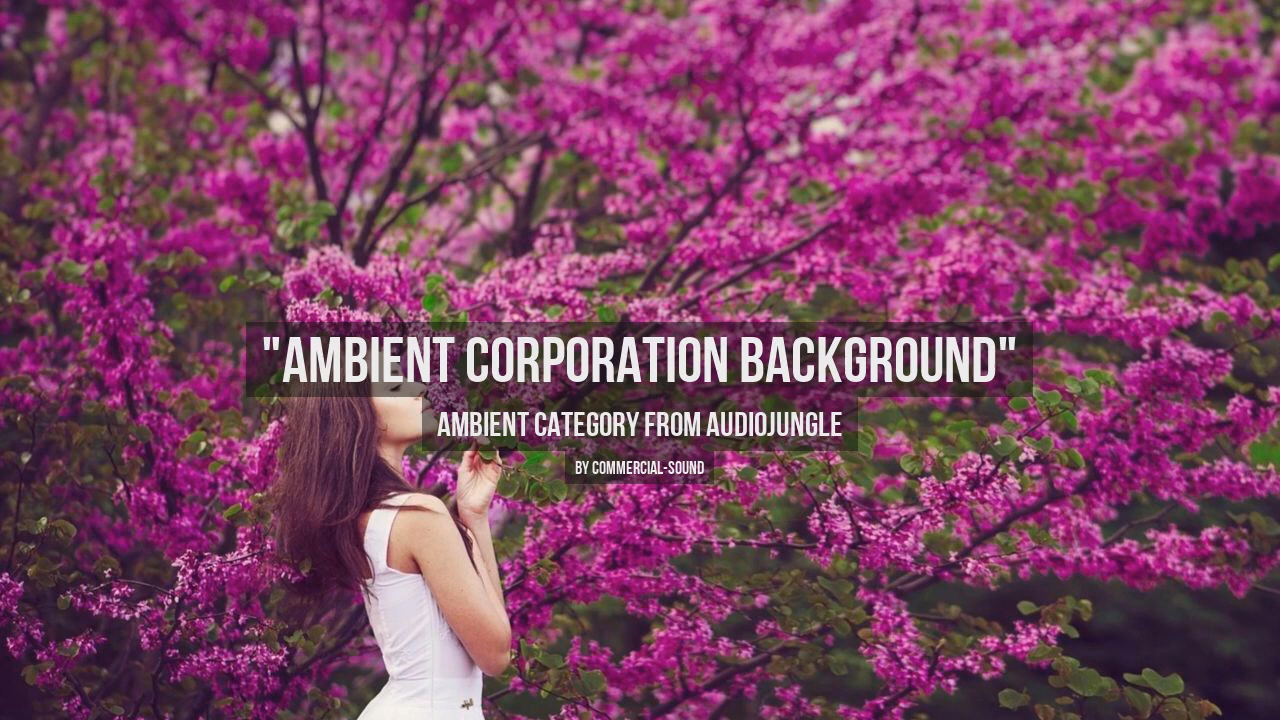 "AMBIENT CORPORATION BACKGROUND"
AMBIENT CATEGORY FROM AUDIOJUNGLE
BY COMMERCIAL-SOUND